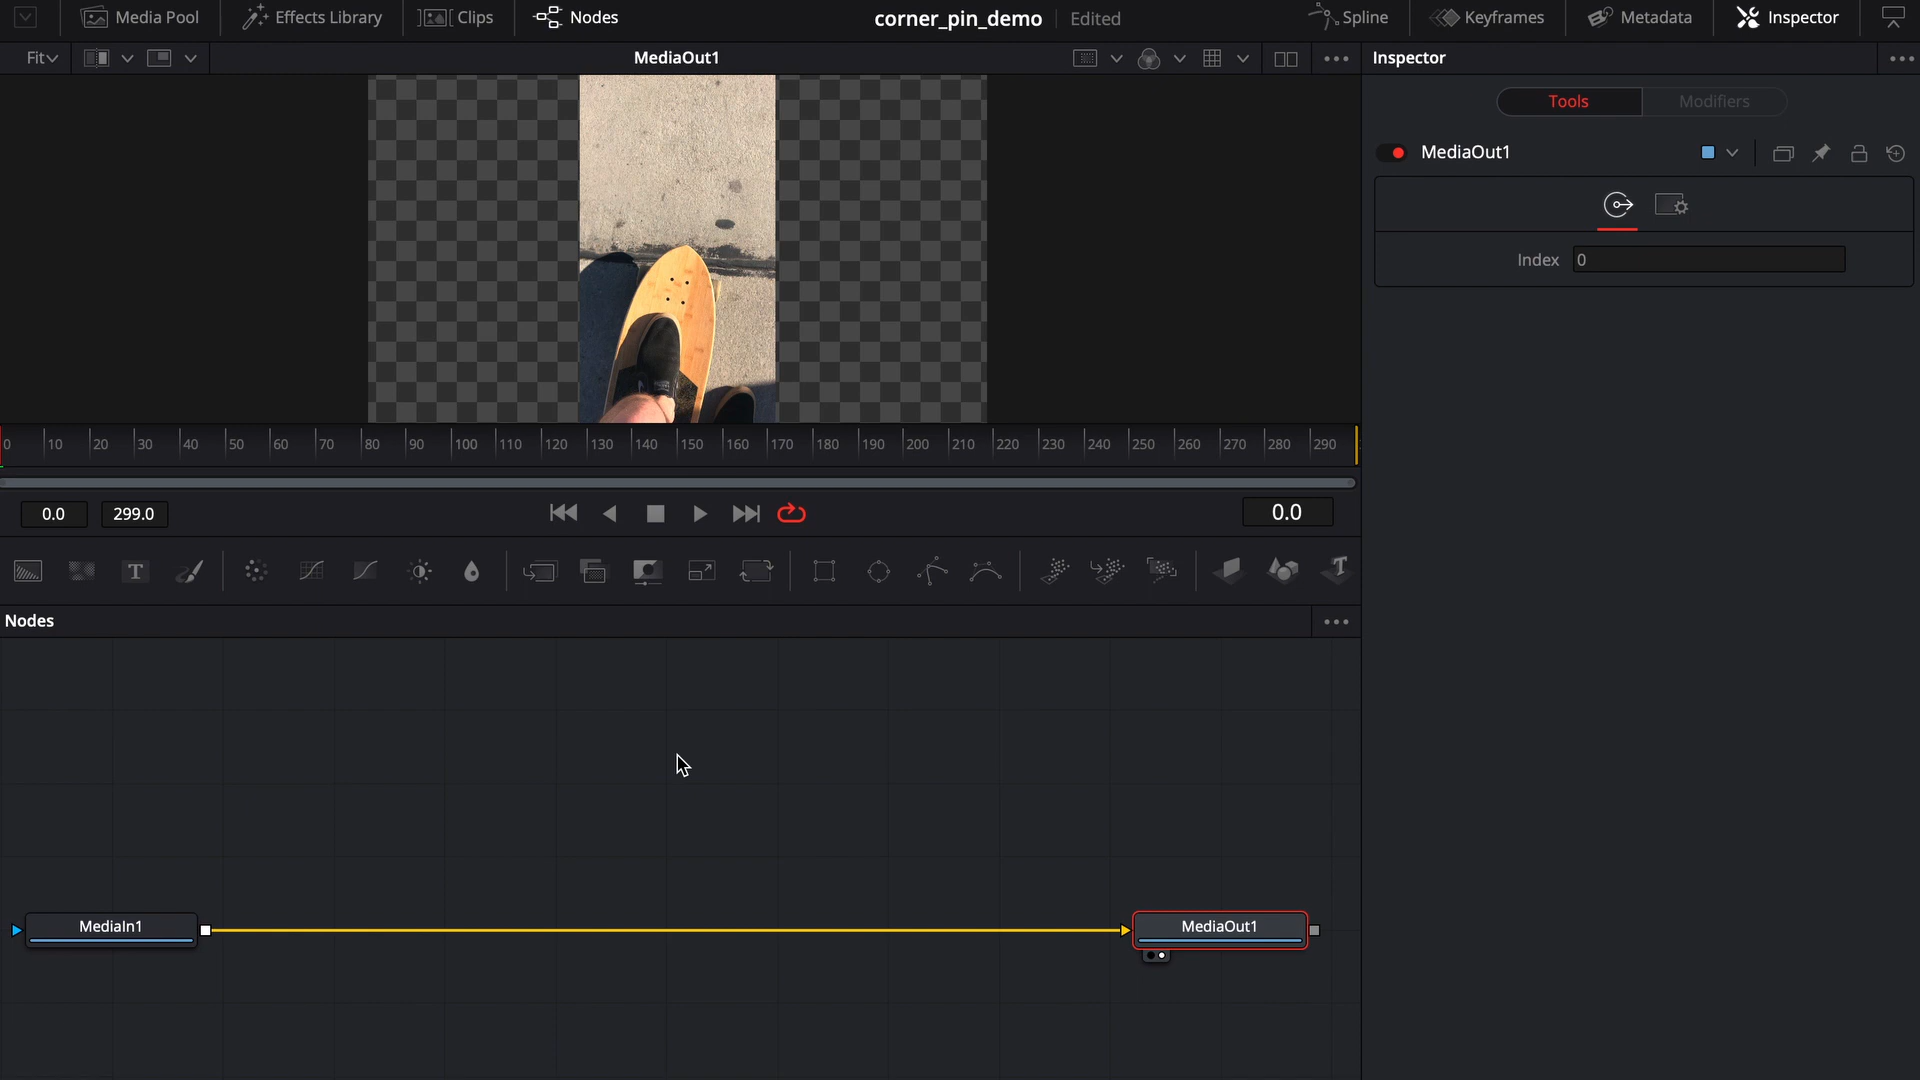 Media Pool
Effects Library
Clips
Nodes
corner_pin_demo
Edited
Spline
Keyframes
Metadata
Inspector
Fit
MediaOut1
Inspector
Tools
Modifiers
MediaOut1
Index
0
0
10
20
30
40
50
60
70
80
90
100
110
120
130
140
150
160
170
180
190
200
210
220
230
240
250
260
270
280
290
0.0
299.0
0.0
T
T
Nodes
MediaIn1
MediaOut1